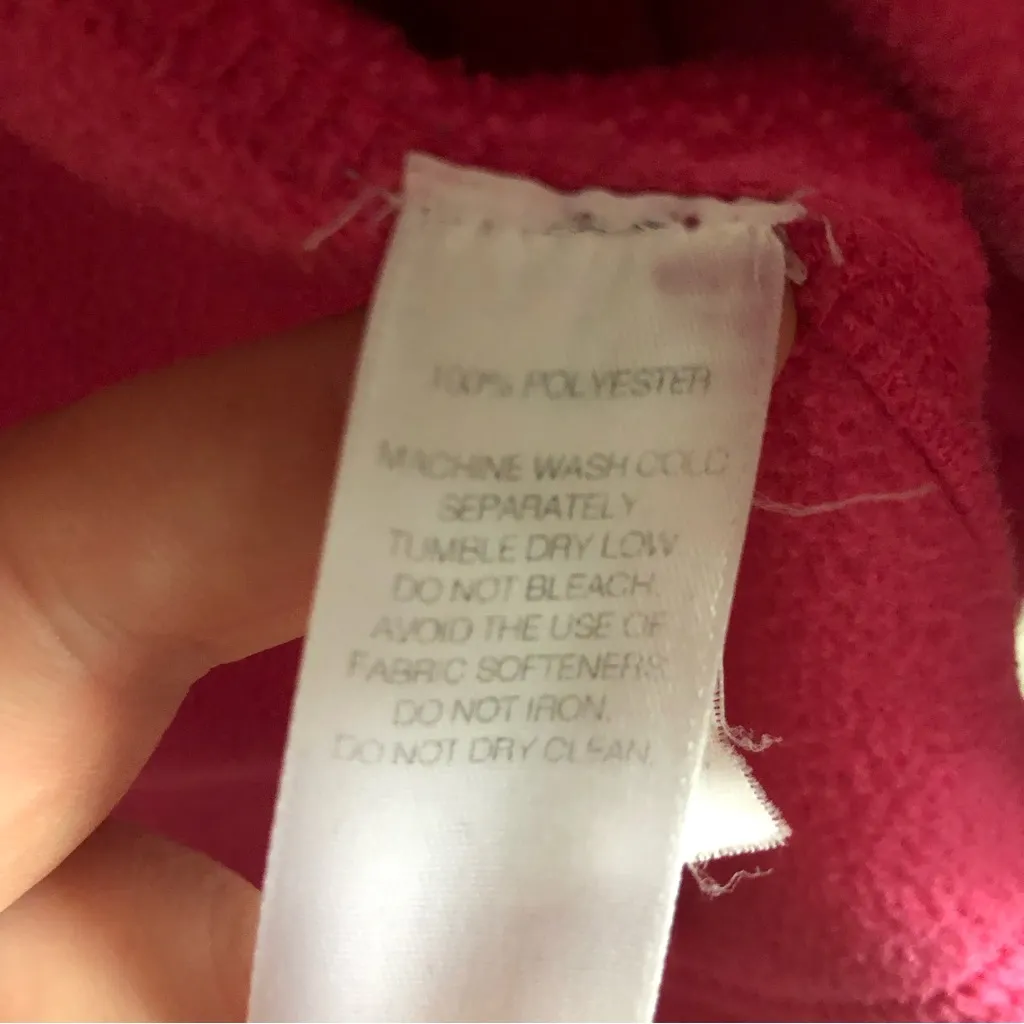 100% POLYESTER
MACHINE WASH COLD
SEPARATELY
TUMBLE DRY LOW
DO NOT BLEACH.
AVOID THE USE OF
FABRIC SOFTENERS.
DO NOT IRON.
DO NOT DRY CLEAN.